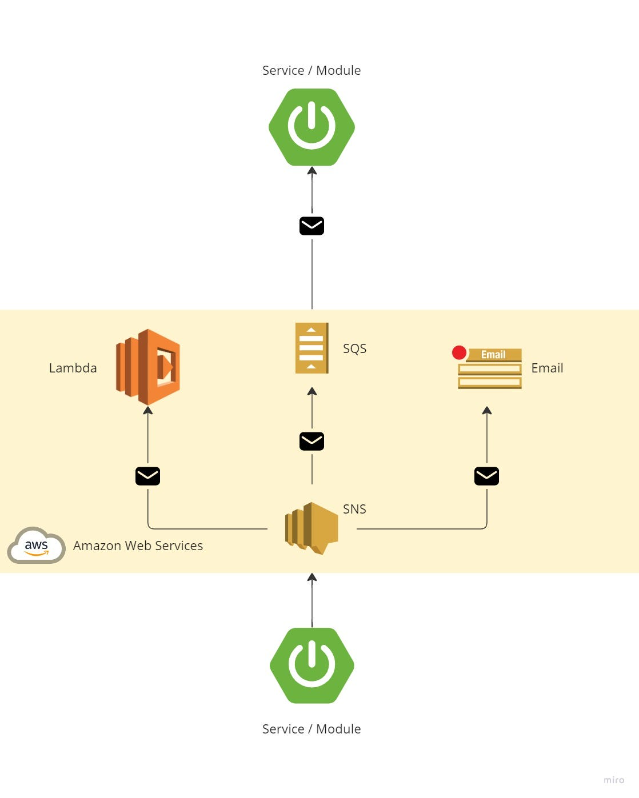 Service / Module
SQS
Email
Lambda
Email
SNS
aws
Amazon Web Services
Service / Module
miro